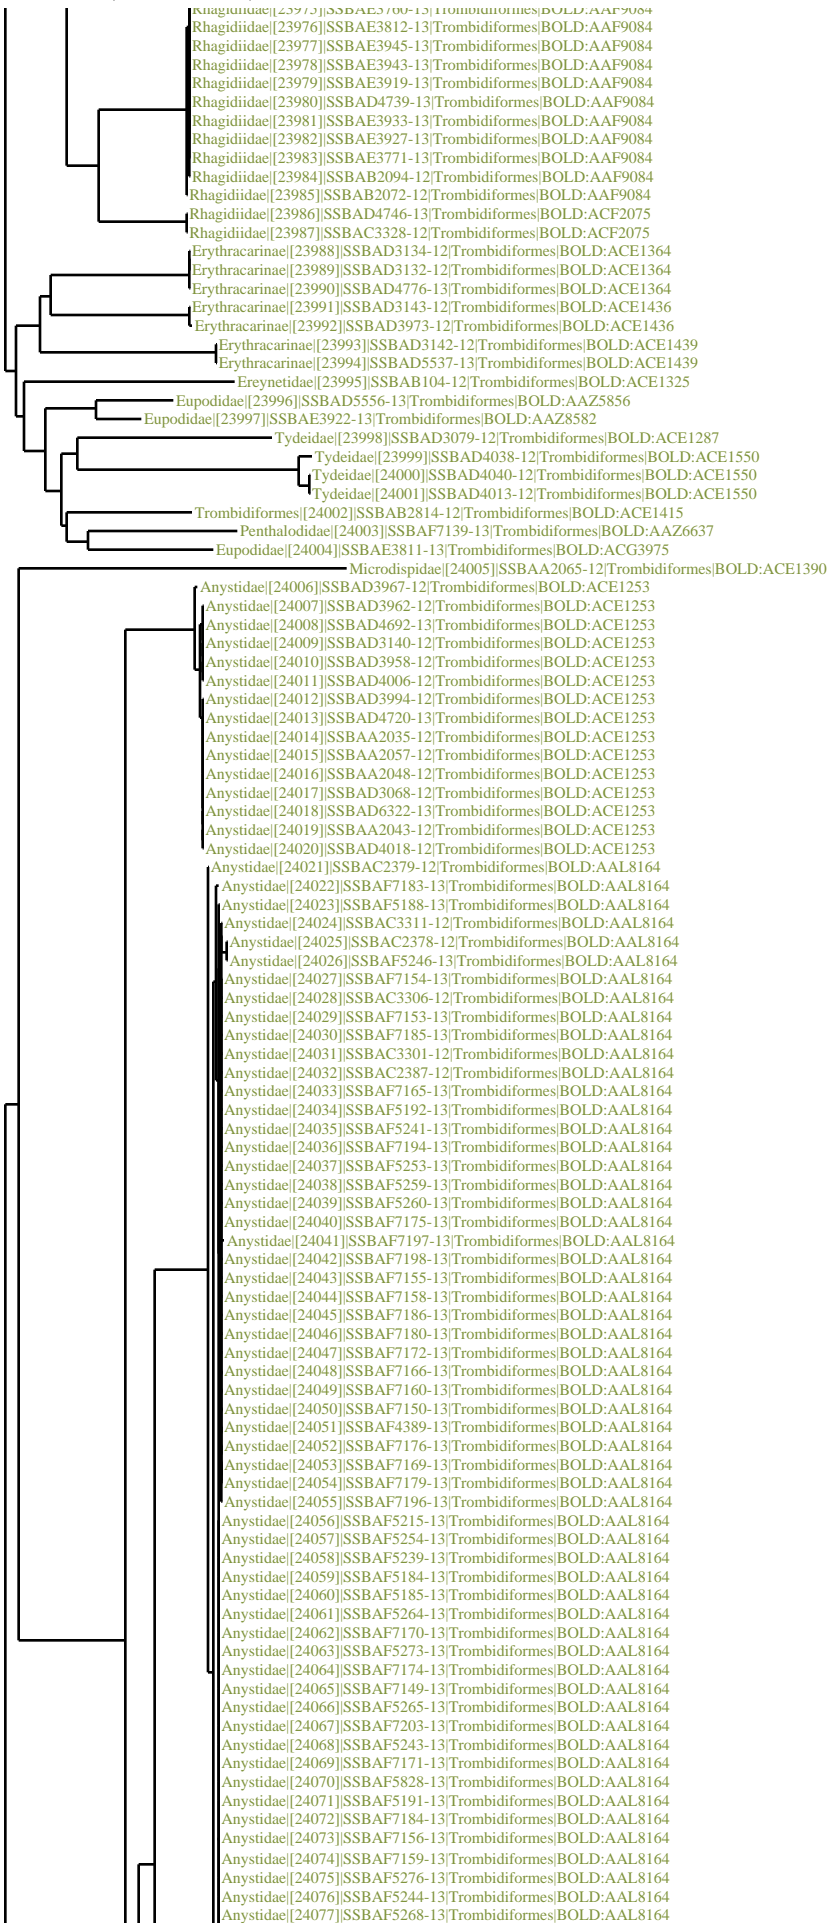 Rhagidiidae|[23975]|SSBAE3760-13|Trombidiformes|BOLD:AAF9084
Rhagidiidae|[23976]|SSBAE3812-13|Trombidiformes|BOLD:AAF9084
Rhagidiidae|[23977]|SSBAE3945-13|Trombidiformes|BOLD:AAF9084
Rhagidiidae|[23978]|SSBAE3943-13|Trombidiformes|BOLD:AAF9084
Rhagidiidae|[23979]|SSBAE3919-13|Trombidiformes|BOLD:AAF9084
Rhagidiidae|[23980]|SSBAD4739-13|Trombidiformes|BOLD:AAF9084
Rhagidiidae|[23981]|SSBAE3933-13|Trombidiformes|BOLD:AAF9084
Rhagidiidae|[23982]|SSBAE3927-13|Trombidiformes|BOLD:AAF9084
Rhagidiidae|[23983]|SSBAE3771-13|Trombidiformes|BOLD:AAF9084
Rhagidiidae|[23984]|SSBAB2094-12|Trombidiformes|BOLD:AAF9084
Rhagidiidae|[23985]|SSBAB2072-12|Trombidiformes|BOLD:AAF9084
Rhagidiidae|[23986]|SSBAD4746-13|Trombidiformes|BOLD:ACF2075
Rhagidiidae|[23987]|SSBAC3328-12|Trombidiformes|BOLD:ACF2075
Erythracarinae|[23988]|SSBAD3134-12|Trombidiformes|BOLD:ACE1364
Erythracarinae|[23989]|SSBAD3132-12|Trombidiformes|BOLD:ACE1364
Erythracarinae|[23990]|SSBAD4776-13|Trombidiformes|BOLD:ACE1364
Erythracarinae|[23991]|SSBAD3143-12|Trombidiformes|BOLD:ACE1436
Erythracarinae|[23992]|SSBAD3973-12|Trombidiformes|BOLD:ACE1436
Erythracarinae|[23993]|SSBAD3142-12|Trombidiformes|BOLD:ACE1439
Erythracarinae|[23994]|SSBAD5537-13|Trombidiformes|BOLD:ACE1439
Ereynetidae|[23995]|SSBAB104-12|Trombidiformes|BOLD:ACE1325
Eupodidae|[23996]|SSBAD5556-13|Trombidiformes|BOLD:AAZ5856
Eupodidae|[23997]|SSBAE3922-13|Trombidiformes|BOLD:AAZ8582
Tydeidae|[23998]|SSBAD3079-12|Trombidiformes|BOLD:ACE1287
Tydeidae|[23999]|SSBAD4038-12|Trombidiformes|BOLD:ACE1550
Tydeidae|[24000]|SSBAD4040-12|Trombidiformes|BOLD:ACE1550
Tydeidae|[24001]|SSBAD4013-12|Trombidiformes|BOLD:ACE1550
Trombidiformes|[24002]|SSBAB2814-12|Trombidiformes|BOLD:ACE1415
Penthalodidae|[24003]|SSBAF7139-13|Trombidiformes|BOLD:AAZ6637
Eupodidae|[24004]|SSBAE3811-13|Trombidiformes|BOLD:ACG3975
Microdispidae|[24005]|SSBAA2065-12|Trombidiformes|BOLD:ACE1390
Anystidae|[24006]|SSBAD3967-12|Trombidiformes|BOLD:ACE1253
Anystidae|[24007]|SSBAD3962-12|Trombidiformes|BOLD:ACE1253
Anystidae|[24008]|SSBAD4692-13|Trombidiformes|BOLD:ACE1253
Anystidae|[24009]|SSBAD3140-12|Trombidiformes|BOLD:ACE1253
Anystidae|[24010]|SSBAD3958-12|Trombidiformes|BOLD:ACE1253
Anystidae|[24011]|SSBAD4006-12|Trombidiformes|BOLD:ACE1253
Anystidae|[24012]|SSBAD3994-12|Trombidiformes|BOLD:ACE1253
Anystidae|[24013]|SSBAD4720-13|Trombidiformes|BOLD:ACE1253
Anystidae|[24014]|SSBAA2035-12|Trombidiformes|BOLD:ACE1253
Anystidae|[24015]|SSBAA2057-12|Trombidiformes|BOLD:ACE1253
Anystidae|[24016]|SSBAA2048-12|Trombidiformes|BOLD:ACE1253
Anystidae|[24017]|SSBAD3068-12|Trombidiformes|BOLD:ACE1253
Anystidae|[24018]|SSBAD6322-13|Trombidiformes|BOLD:ACE1253
Anystidae|[24019]|SSBAA2043-12|Trombidiformes|BOLD:ACE1253
Anystidae|[24020]|SSBAD4018-12|Trombidiformes|BOLD:ACE1253
Anystidae|[24021]|SSBAC2379-12|Trombidiformes|BOLD:AAL8164
Anystidae|[24022]|SSBAF7183-13|Trombidiformes|BOLD:AAL8164
Anystidae|[24023]|SSBAF5188-13|Trombidiformes|BOLD:AAL8164
Anystidae|[24024]|SSBAC3311-12|Trombidiformes|BOLD:AAL8164
Anystidae|[24025]|SSBAC2378-12|Trombidiformes|BOLD:AAL8164
Anystidae|[24026]|SSBAF5246-13|Trombidiformes|BOLD:AAL8164
Anystidae|[24027]|SSBAF7154-13|Trombidiformes|BOLD:AAL8164
Anystidae|[24028]|SSBAC3306-12|Trombidiformes|BOLD:AAL8164
Anystidae|[24029]|SSBAF7153-13|Trombidiformes|BOLD:AAL8164
Anystidae|[24030]|SSBAF7185-13|Trombidiformes|BOLD:AAL8164
Anystidae|[24031]|SSBAC3301-12|Trombidiformes|BOLD:AAL8164
Anystidae|[24032]|SSBAC2387-12|Trombidiformes|BOLD:AAL8164
Anystidae|[24033]|SSBAF7165-13|Trombidiformes|BOLD:AAL8164
Anystidae|[24034]|SSBAF5192-13|Trombidiformes|BOLD:AAL8164
Anystidae|[24035]|SSBAF5241-13|Trombidiformes|BOLD:AAL8164
Anystidae|[24036]|SSBAF7194-13|Trombidiformes|BOLD:AAL8164
Anystidae|[24037]|SSBAF5253-13|Trombidiformes|BOLD:AAL8164
Anystidae|[24038]|SSBAF5259-13|Trombidiformes|BOLD:AAL8164
Anystidae|[24039]|SSBAF5260-13|Trombidiformes|BOLD:AAL8164
Anystidae|[24040]|SSBAF7175-13|Trombidiformes|BOLD:AAL8164
Anystidae|[24041]|SSBAF7197-13|Trombidiformes|BOLD:AAL8164
Anystidae|[24042]|SSBAF7198-13|Trombidiformes|BOLD:AAL8164
Anystidae|[24043]|SSBAF7155-13|Trombidiformes|BOLD:AAL8164
Anystidae|[24044]|SSBAF7158-13|Trombidiformes|BOLD:AAL8164
Anystidae|[24045]|SSBAF7186-13|Trombidiformes|BOLD:AAL8164
Anystidae|[24046]|SSBAF7180-13|Trombidiformes|BOLD:AAL8164
Anystidae|[24047]|SSBAF7172-13|Trombidiformes|BOLD:AAL8164
Anystidae|[24048]|SSBAF7166-13|Trombidiformes|BOLD:AAL8164
Anystidae|[24049]|SSBAF7160-13|Trombidiformes|BOLD:AAL8164
Anystidae|[24050]|SSBAF7150-13|Trombidiformes|BOLD:AAL8164
Anystidae|[24051]|SSBAF4389-13|Trombidiformes|BOLD:AAL8164
Anystidae|[24052]|SSBAF7176-13|Trombidiformes|BOLD:AAL8164
Anystidae|[24053]|SSBAF7169-13|Trombidiformes|BOLD:AAL8164
Anystidae|[24054]|SSBAF7179-13|Trombidiformes|BOLD:AAL8164
Anystidae|[24055]|SSBAF7196-13|Trombidiformes|BOLD:AAL8164
Anystidae|[24056]|SSBAF5215-13|Trombidiformes|BOLD:AAL8164
Anystidae|[24057]|SSBAF5254-13|Trombidiformes|BOLD:AAL8164
Anystidae|[24058]|SSBAF5239-13|Trombidiformes|BOLD:AAL8164
Anystidae|[24059]|SSBAF5184-13|Trombidiformes|BOLD:AAL8164
Anystidae|[24060]|SSBAF5185-13|Trombidiformes|BOLD:AAL8164
Anystidae|[24061]|SSBAF5264-13|Trombidiformes|BOLD:AAL8164
Anystidae|[24062]|SSBAF7170-13|Trombidiformes|BOLD:AAL8164
Anystidae|[24063]|SSBAF5273-13|Trombidiformes|BOLD:AAL8164
Anystidae|[24064]|SSBAF7174-13|Trombidiformes|BOLD:AAL8164
Anystidae|[24065]|SSBAF7149-13|Trombidiformes|BOLD:AAL8164
Anystidae|[24066]|SSBAF5265-13|Trombidiformes|BOLD:AAL8164
Anystidae|[24067]|SSBAF7203-13|Trombidiformes|BOLD:AAL8164
Anystidae|[24068]|SSBAF5243-13|Trombidiformes|BOLD:AAL8164
Anystidae|[24069]|SSBAF7171-13|Trombidiformes|BOLD:AAL8164
Anystidae|[24070]|SSBAF5828-13|Trombidiformes|BOLD:AAL8164
Anystidae|[24071]|SSBAF5191-13|Trombidiformes|BOLD:AAL8164
Anystidae|[24072]|SSBAF7184-13|Trombidiformes|BOLD:AAL8164
Anystidae|[24073]|SSBAF7156-13|Trombidiformes|BOLD:AAL8164
Anystidae|[24074]|SSBAF7159-13|Trombidiformes|BOLD:AAL8164
Anystidae|[24075]|SSBAF5276-13|Trombidiformes|BOLD:AAL8164
Anystidae|[24076]|SSBAF5244-13|Trombidiformes|BOLD:AAL8164
Anystidae|[24077]|SSBAF5268-13|Trombidiformes|BOLD:AAL8164